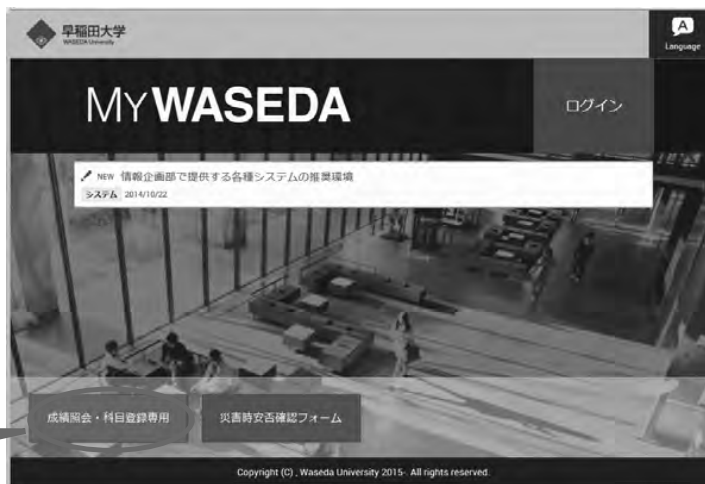 早稲田大学
WASEDA University
A
Language
MYWASEDA
ログイン
NEW 情報企画部で提供する各種システムの推奨環境
システム 2014/10/22
成績照会・科目登録専用
災害時安否確認フォーム
Copyright (C) , Waseda University 2015-. All rights reserved.